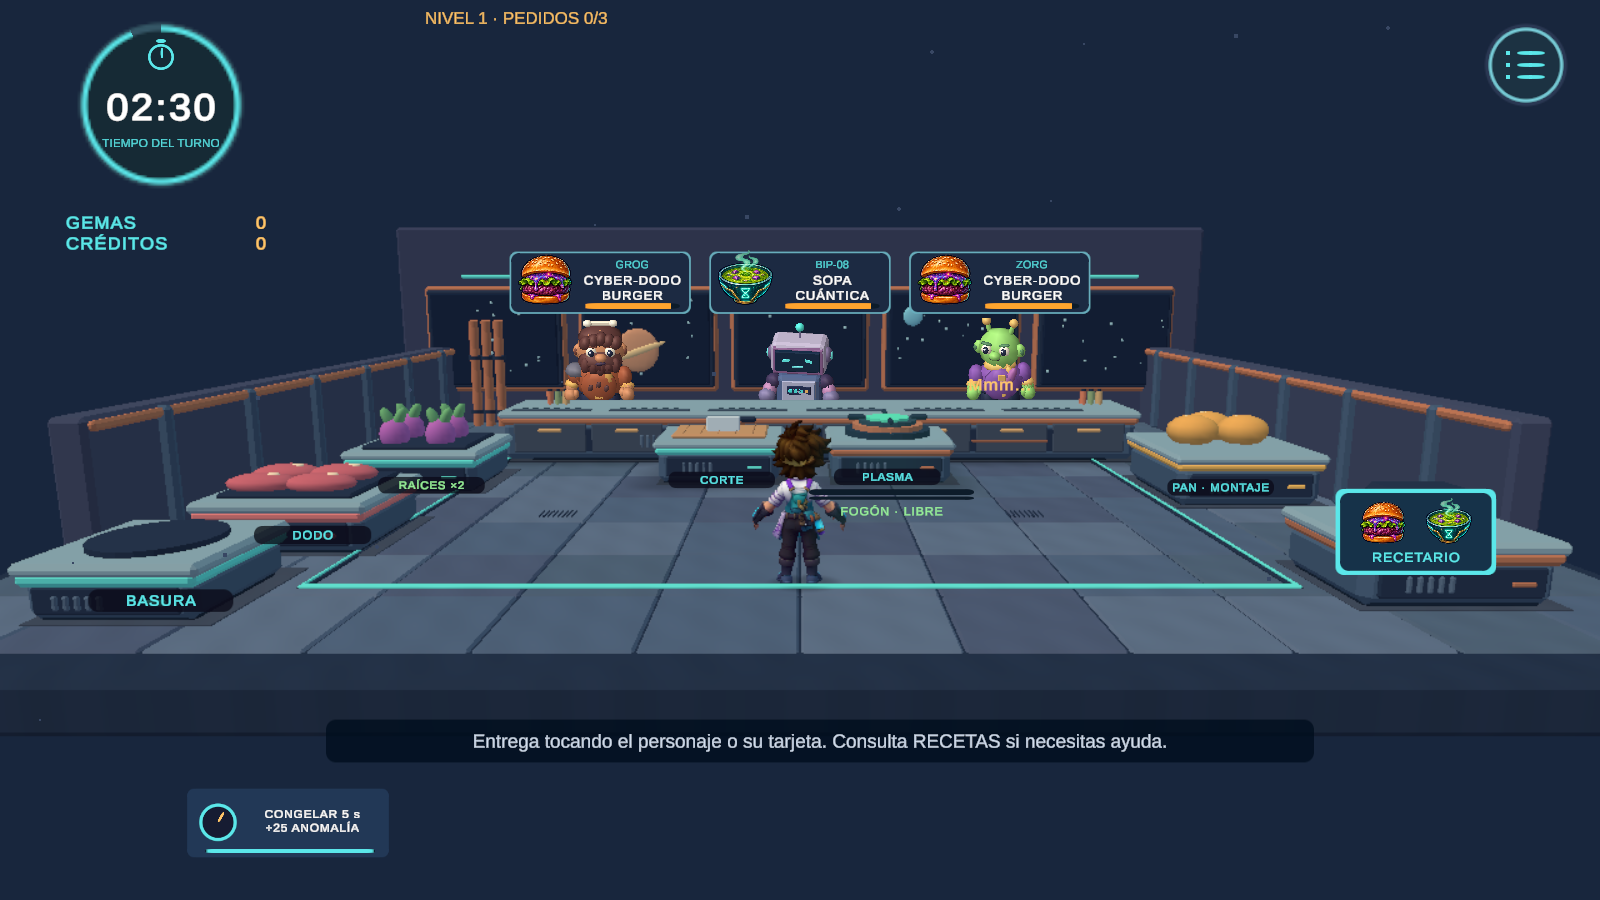 NIVEL 1 · PEDIDOS 0/3
02:30
TIEMPO DEL TURNO
GEMAS 0
CRÉDITOS 0
GROG
CYBER-DODO
BURGER
BIP-08
SOPA
CUÁNTICA
ZORG
CYBER-DODO
BURGER
Mmm.
RAÍCES ×2
CORTE
PLASMA
PAN · MONTAJE
FOGÓN · LIBRE
DODO
RECETARIO
BASURA
Entrega tocando el personaje o su tarjeta. Consulta RECETAS si necesitas ayuda.
CONGELAR 5 s
+25 ANOMALÍA